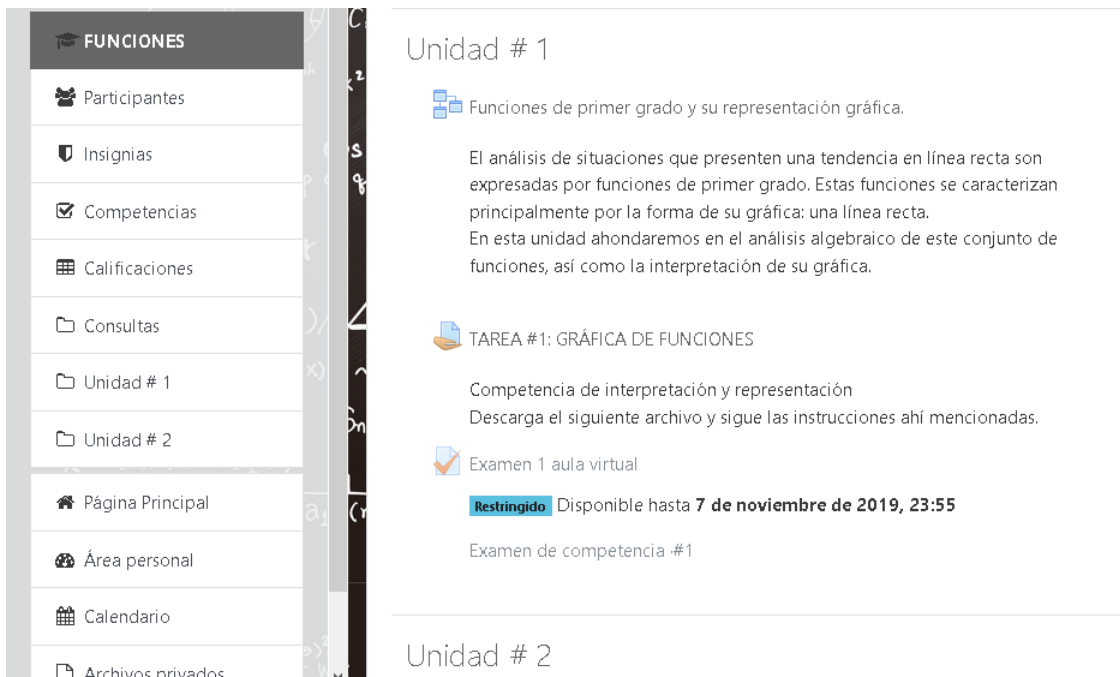 FUNCIONES
Participantes
Insignias
Competencias
Calificaciones
Consultas
Unidad # 1
Unidad # 2
Página Principal
Área personal
Calendario
Archivos privados
Unidad # 1
Funciones de primer grado y su representación gráfica.
El análisis de situaciones que presenten una tendencia en línea recta son
expresadas por funciones de primer grado. Estas funciones se caracterizan
principalmente por la forma de su gráfica: una línea recta.
En esta unidad ahondaremos en el análisis algebraico de este conjunto de
funciones, así como la interpretación de su gráfica.
TAREA #1: GRÁFICA DE FUNCIONES
Competencia de interpretación y representación
Descarga el siguiente archivo y sigue las instrucciones ahí mencionadas.
Examen 1 aula virtual
Restringido Disponible hasta 7 de noviembre de 2019, 23:55
Examen de competencia #1
Unidad # 2